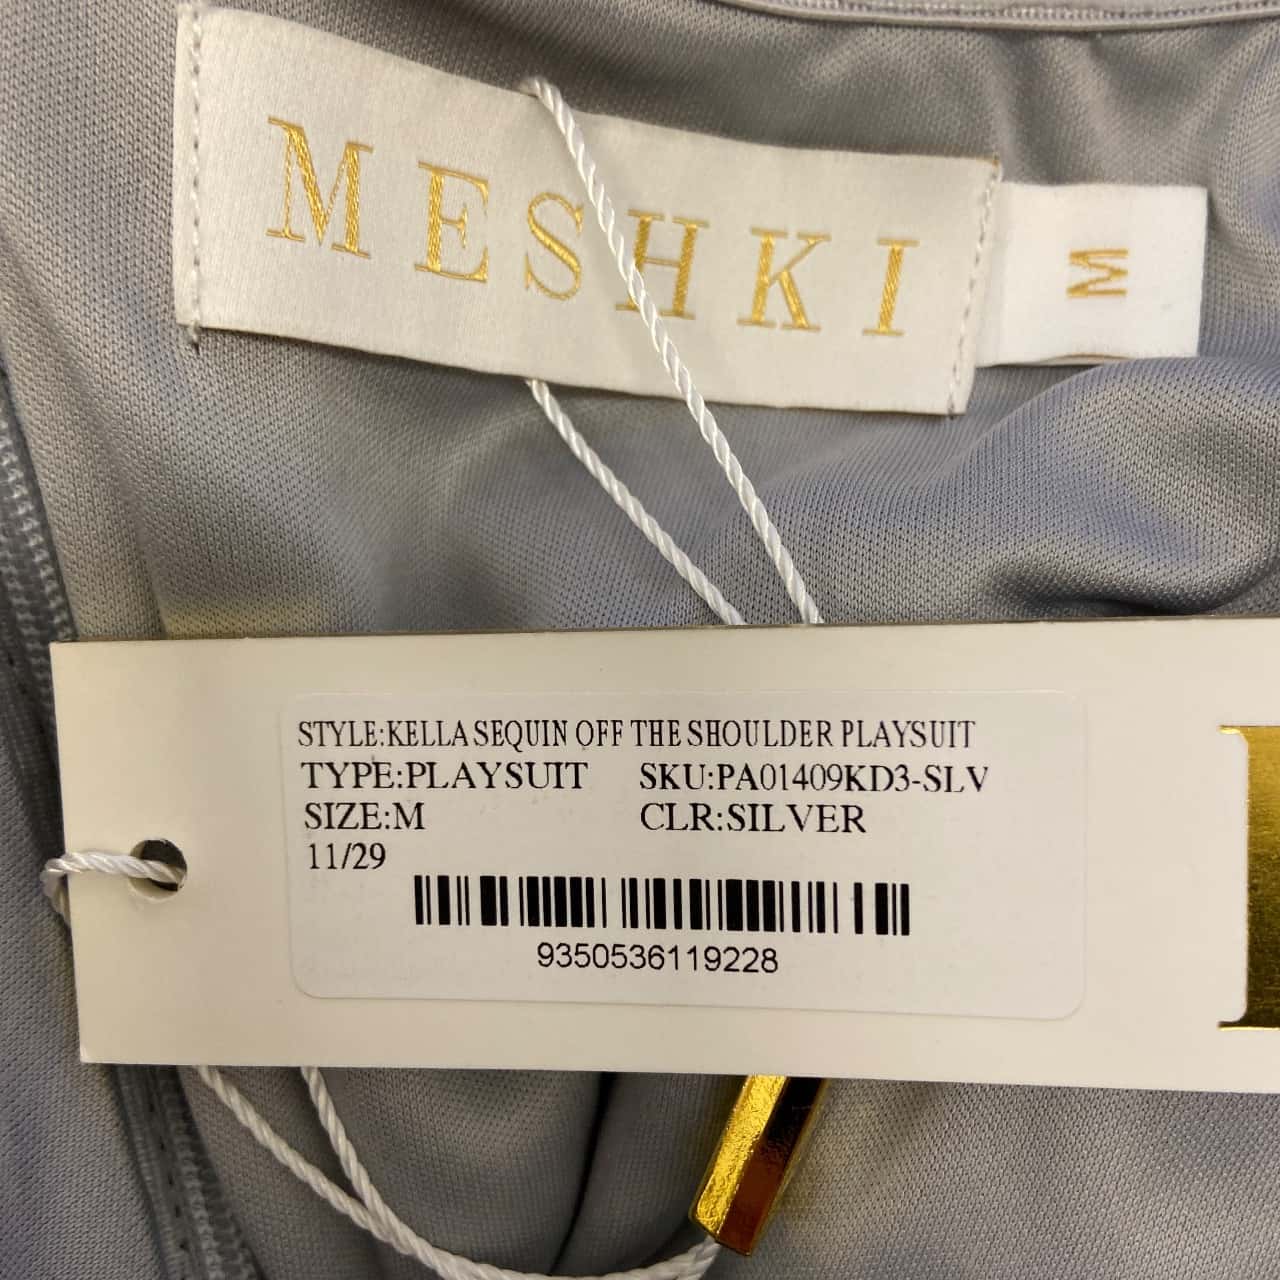 MESHKI
M
STYLE:KELLA SEQUIN OFF THE SHOULDER PLAYSUIT
TYPE:PLAYSUIT SKU:PA01409KD3-SLV
SIZE:M CLR:SILVER
11/29
9350536119228